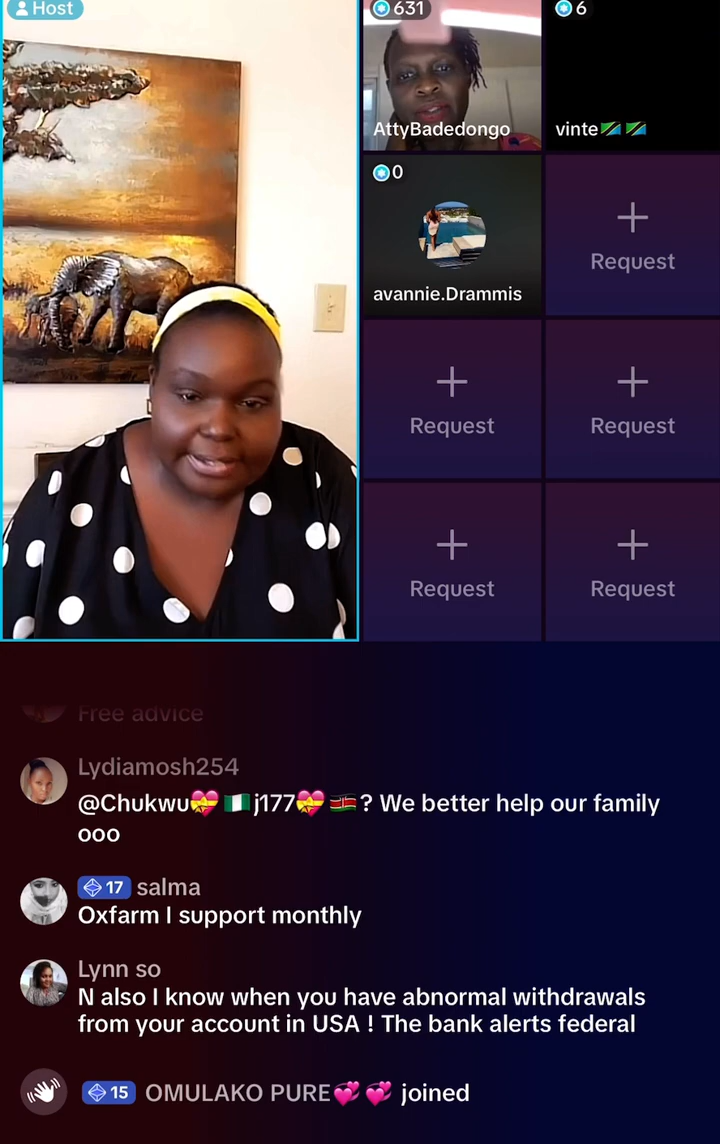 Host
631
6
AttyBadedongo
vinte🇹🇿 🇹🇿
0
avannie.Drammis
Request
Request
Request
Request
Request
Free advice
Lydiamosh254
@Chukwu💝 🇳🇬j177💝 🇰🇪? We better help our family
ooo
17 salma
Oxfarm I support monthly
Lynn so
N also I know when you have abnormal withdrawals
from your account in USA ! The bank alerts federal
15 OMULAKO PURE💞 💞 joined